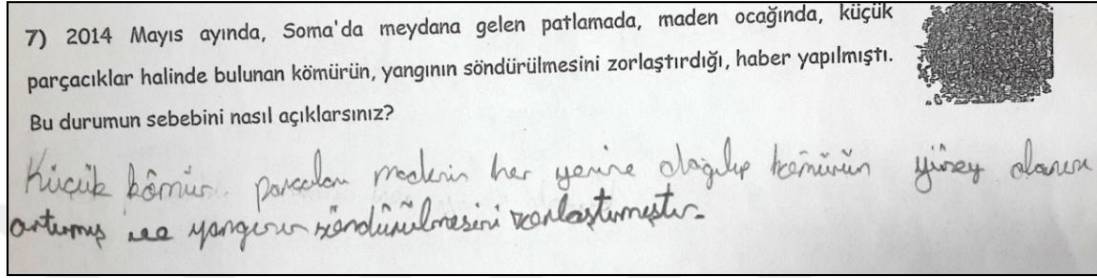 7) 2014 Mayıs ayında, Soma'da meydana gelen patlamada, maden ocağında, küçük
parçacıklar halinde bulunan kömürün, yangının söndürülmesini zorlaştırdığı, haber yapılmıştı.
Bu durumun sebebini nasıl açıklarsınız?
Küçük kömür parçaları madenin her yerine dağılıp kömürün yüzey alanını
artırmış ve yangının söndürülmesini zorlaştırmıştır.